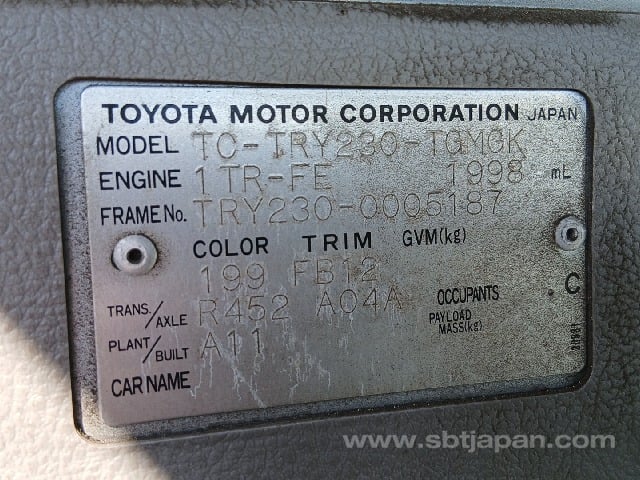 TOYOTA MOTOR CORPORATION JAPAN
MODEL TC-TRY230-TGMGK
ENGINE 1TR-FE 1998 mL
FRAME No. TRY230-0005187
COLOR TRIM GVM(kg)
199 FB12
TRANS./AXLE R452 A04A OCCUPANTS C
PAYLOAD MASS(kg)
PLANT/BUILT A11
CAR NAME
www.sbtjapan.com